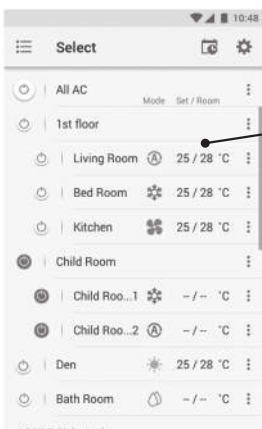 10:48
Select
All AC
Mode Set / Room
1st floor
Living Room A 25 / 28 °C
Bed Room 25 / 28 °C
Kitchen 25 / 28 °C
Child Room
Child Roo...1 -- / -- °C
Child Roo...2 A -- / -- °C
Den 25 / 28 °C
Bath Room -- / -- °C